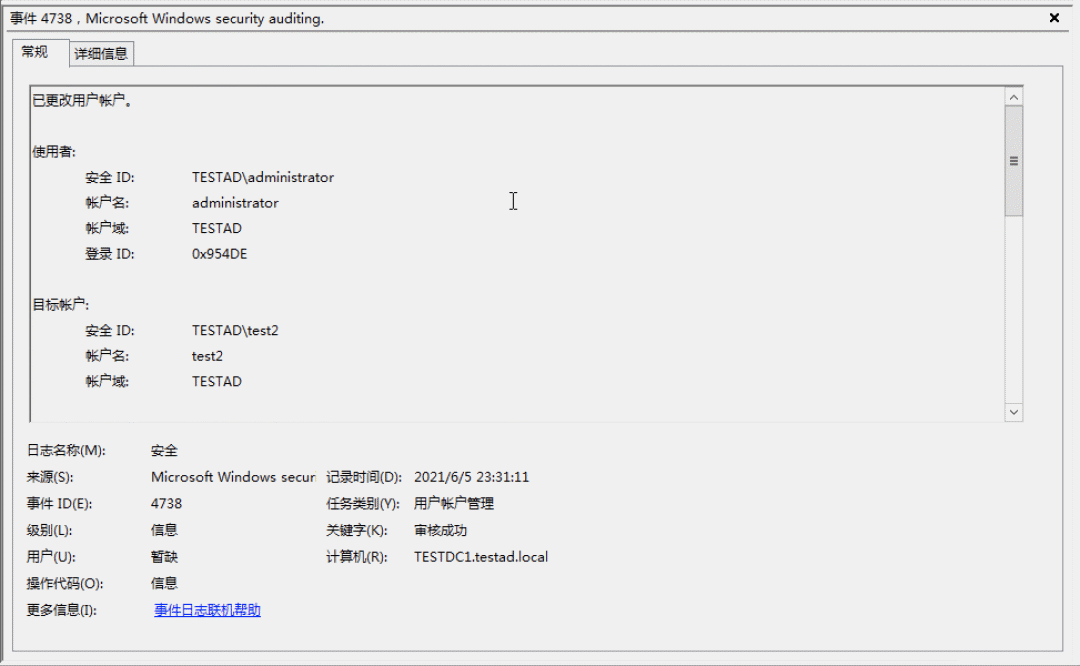 事件 4738，Microsoft Windows security auditing.
常规 详细信息
已更改用户帐户。
使用者:
安全 ID: TESTAD\administrator
帐户名: administrator
帐户域: TESTAD
登录 ID: 0x954DE
目标帐户:
安全 ID: TESTAD\test2
帐户名: test2
帐户域: TESTAD
日志名称(M): 安全
来源(S): Microsoft Windows secur 记录时间(D): 2021/6/5 23:31:11
事件 ID(E): 4738 任务类别(Y): 用户帐户管理
级别(L): 信息 关键字(K): 审核成功
用户(U): 暂缺 计算机(R): TESTDC1.testad.local
操作代码(O): 信息
更多信息(I): 事件日志联机帮助